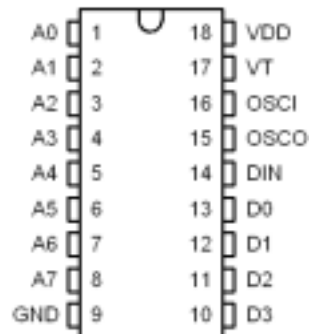 A0 1 18 VDD
A1 2 17 VT
A2 3 16 OSCI
A3 4 15 OSCO
A4 5 14 DIN
A5 6 13 D0
A6 7 12 D1
A7 8 11 D2
GND 9 10 D3